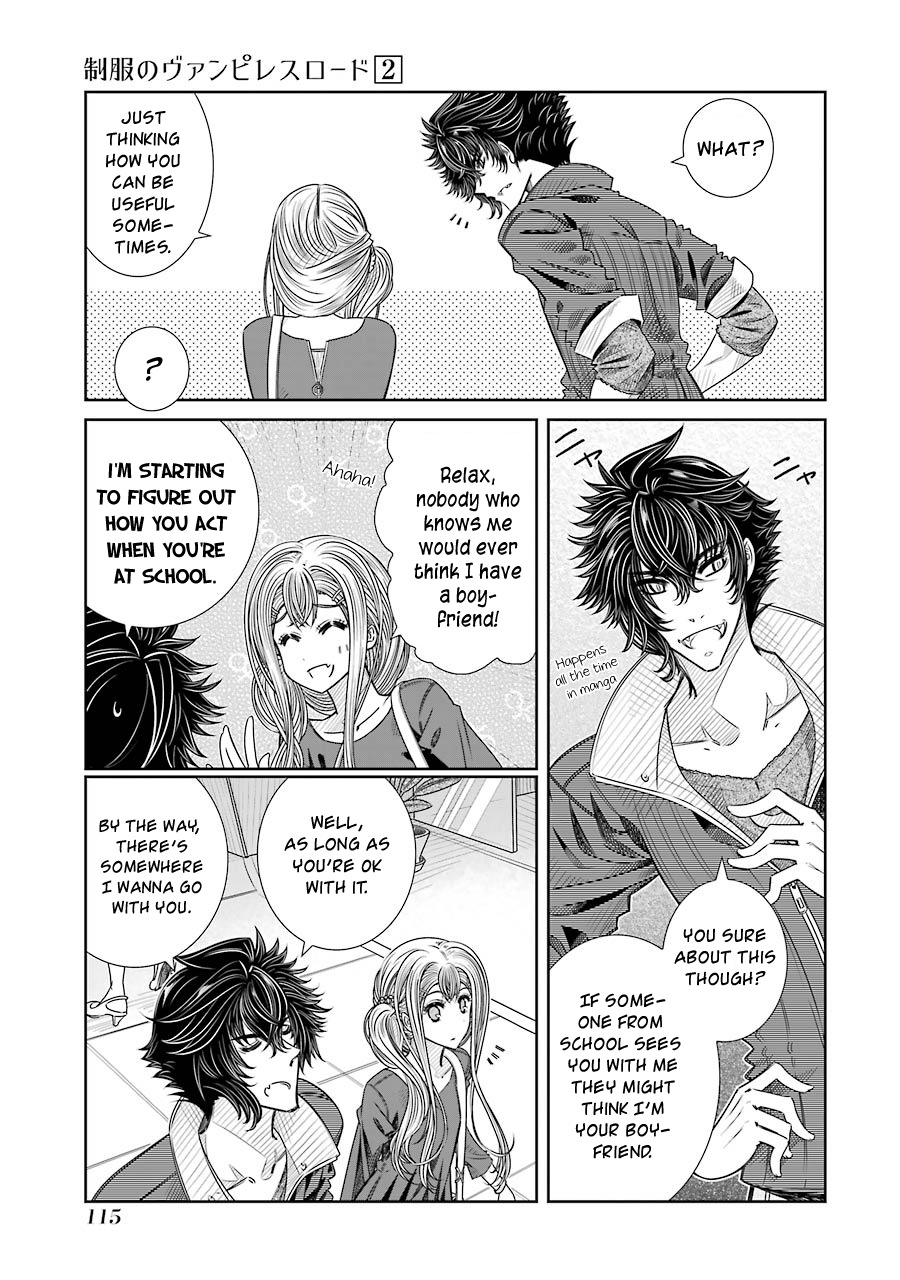 制服のヴァンピレスロード2
WHAT?
JUST
THINKING
HOW YOU
CAN BE
USEFUL
SOME-
TIMES.
?
ニヤ
ニヤ
Happens
all the time
in manga
YOU SURE
ABOUT THIS
THOUGH?
IF SOME-
ONE FROM
SCHOOL SEES
YOU WITH ME
THEY MIGHT
THINK I'M
YOUR BOY-
FRIEND.
Relax,
nobody who
knows me
would ever
think I have
a boy-
friend!
Ahaha!
I'M STARTING
TO FIGURE OUT
HOW YOU ACT
WHEN YOU'RE
AT SCHOOL.
WELL,
AS LONG AS
YOU'RE OK
WITH IT.
BY THE WAY,
THERE'S
SOMEWHERE
I WANNA GO
WITH YOU.
115